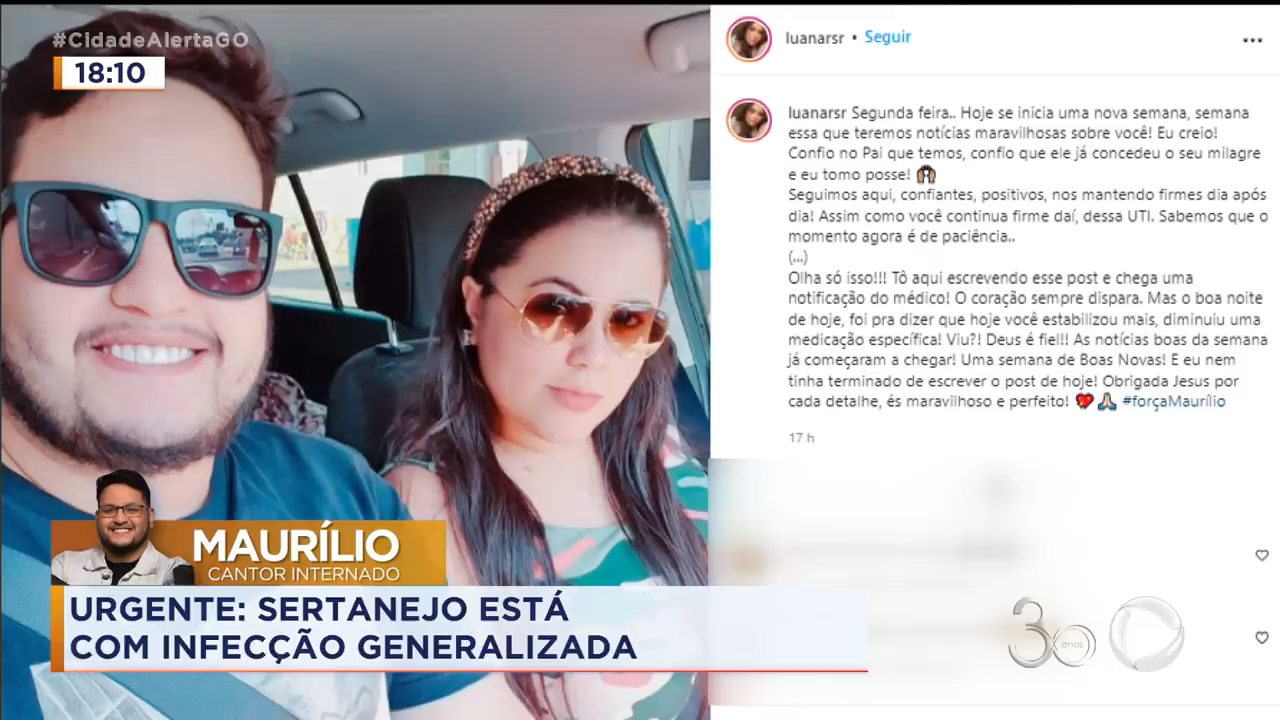 #CidadeAlertaGO
18:10
luanarsr • Seguir
luanarsr Segunda feira.. Hoje se inicia uma nova semana, semana
essa que teremos notícias maravilhosas sobre você! Eu creio!
Confio no Pai que temos, confio que ele já concedeu o seu milagre
e eu tomo posse! 🙌
Seguimos aqui, confiantes, positivos, nos mantendo firmes dia após
dia! Assim como você continua firme daí, dessa UTI. Sabemos que o
momento agora é de paciência..
(...)
Olha só isso!!! Tô aqui escrevendo esse post e chega uma
notificação do médico! O coração sempre dispara. Mas o boa noite
de hoje, foi pra dizer que hoje você estabilizou mais, diminuiu uma
medicação específica! Viu?! Deus é fiel!! As notícias boas da semana
já começaram a chegar! Uma semana de Boas Novas! E eu nem
tinha terminado de escrever o post de hoje! Obrigada Jesus por
cada detalhe, és maravilhoso e perfeito! 💖🙏 #forçaMaurílio
17 h
MAURÍLIO
CANTOR INTERNADO
URGENTE: SERTANEJO ESTÁ
COM INFECÇÃO GENERALIZADA
30 anos